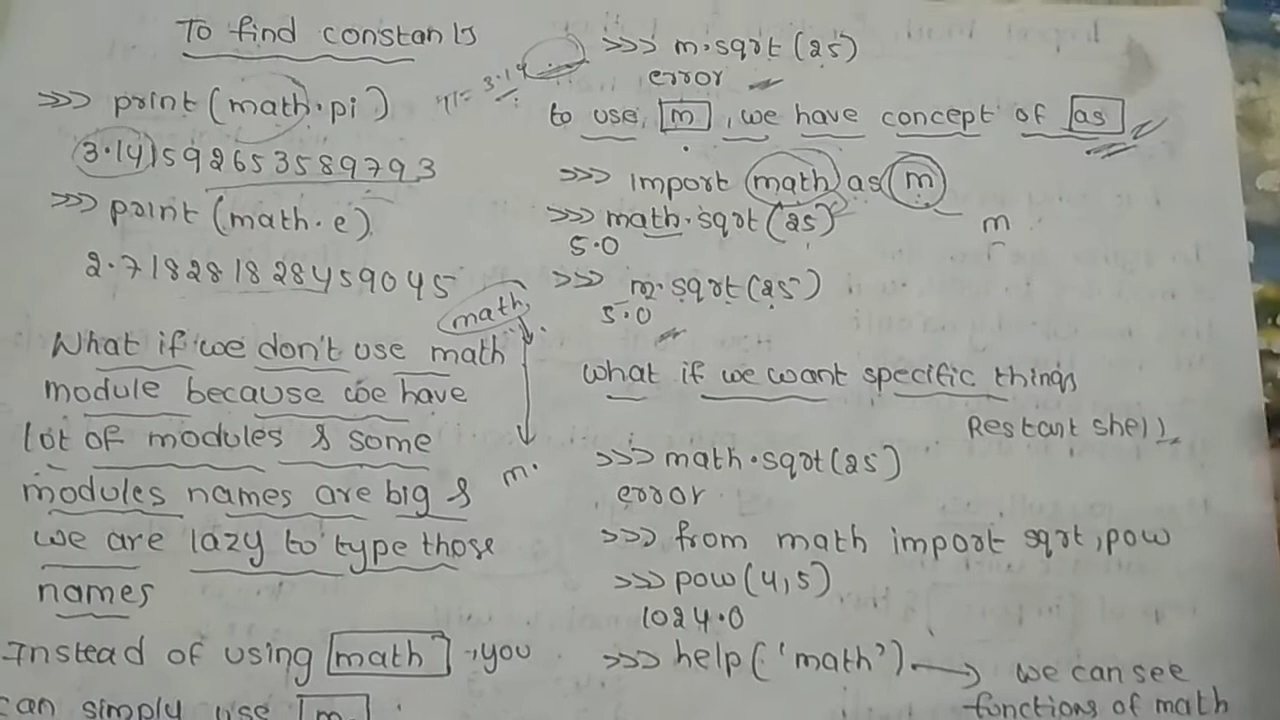 To find constants
>>> print(math.pi)
π = 3.14
3.141592653589793
>>> print(math.e)
2.718281828459045
math
m.
What if we don't use math
module because we have
lot of modules & some
modules names are big &
we are lazy to type those
names
Instead of using math, you
can simply use m.
>>> m.sqrt(25)
error
to use m, we have concept of as
>>> import math as m
m
>>> math.sqrt(25)
5.0
>>> m.sqrt(25)
5.0
what if we want specific things
Restart shell
>>> math.sqrt(25)
error
>>> from math import sqrt, pow
>>> pow(4,5)
1024.0
>>> help('math') → we can see
functions of math